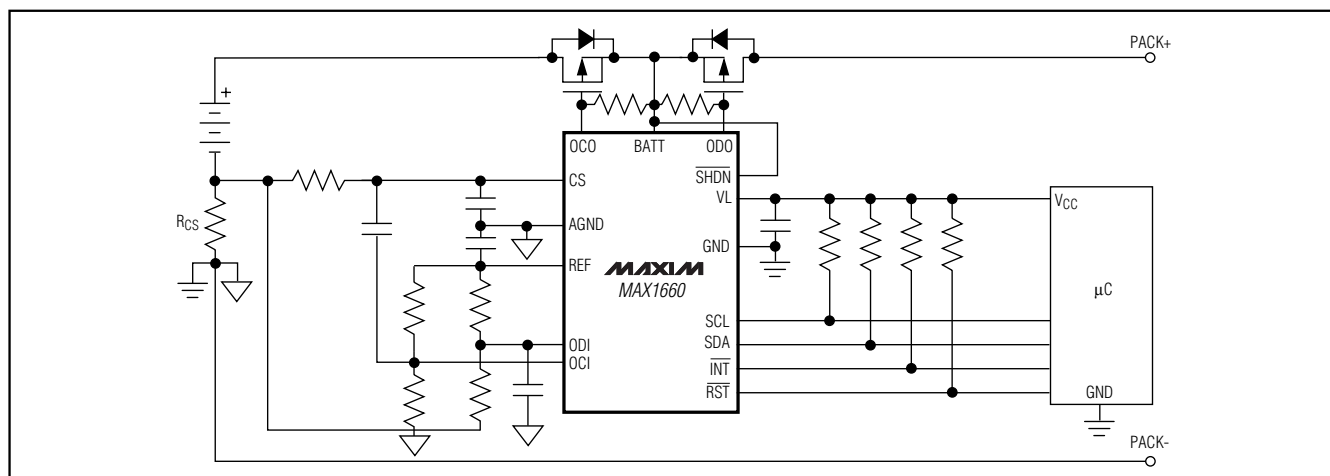 PACK+
+
OCO BATT ODO
SHDN
CS
VL
VCC
RCS
AGND
GND
REF
MAXIM
MAX1660
µC
SCL
ODI
SDA
OCI
INT
RST
GND
PACK-